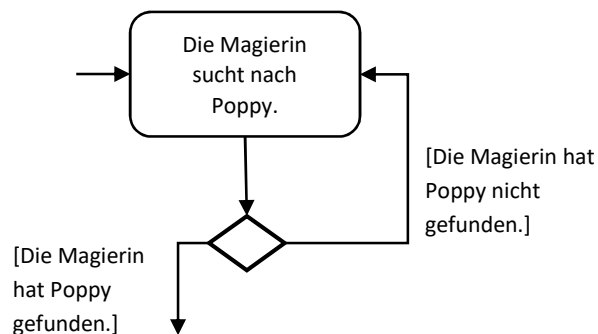 Die Magierin
sucht nach
Poppy.
[Die Magierin hat
Poppy nicht
gefunden.]
[Die Magierin
hat Poppy
gefunden.]